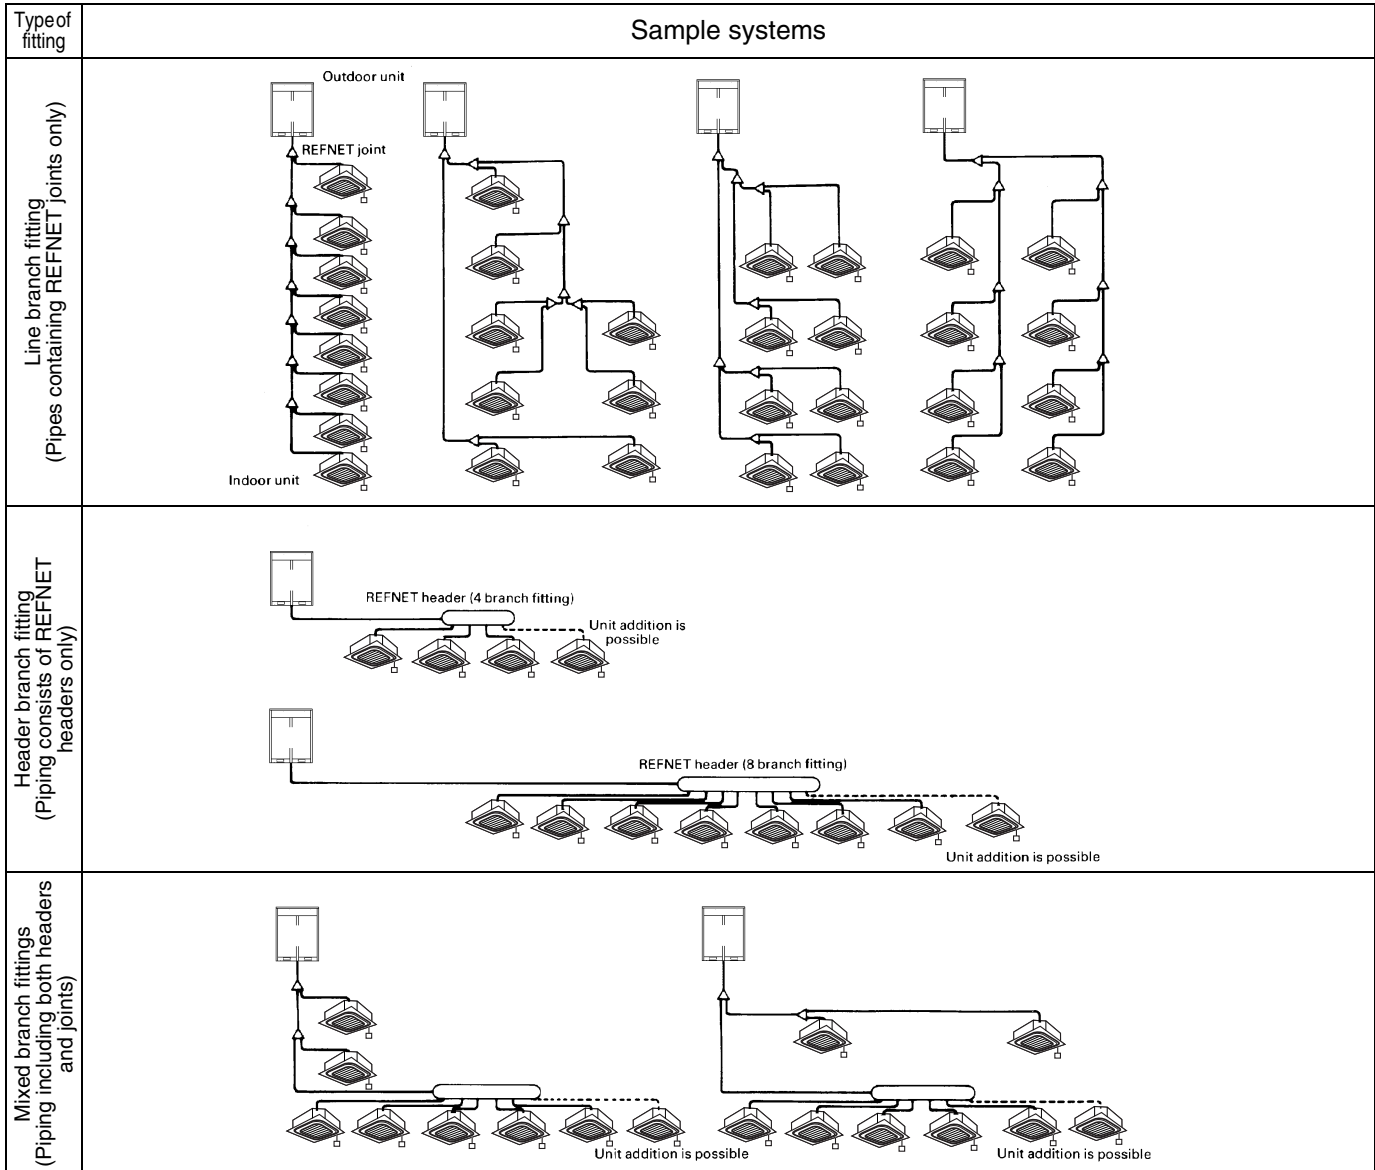 Type of
fitting
Sample systems
Line branch fitting
(Pipes containing REFNET joints only)
Outdoor unit
REFNET joint
Indoor unit
Header branch fitting
(Piping consists of REFNET
headers only)
REFNET header (4 branch fitting)
Unit addition is
possible
REFNET header (8 branch fitting)
Unit addition is possible
Mixed branch fittings
(Piping including both headers
and joints)
Unit addition is possible
Unit addition is possible